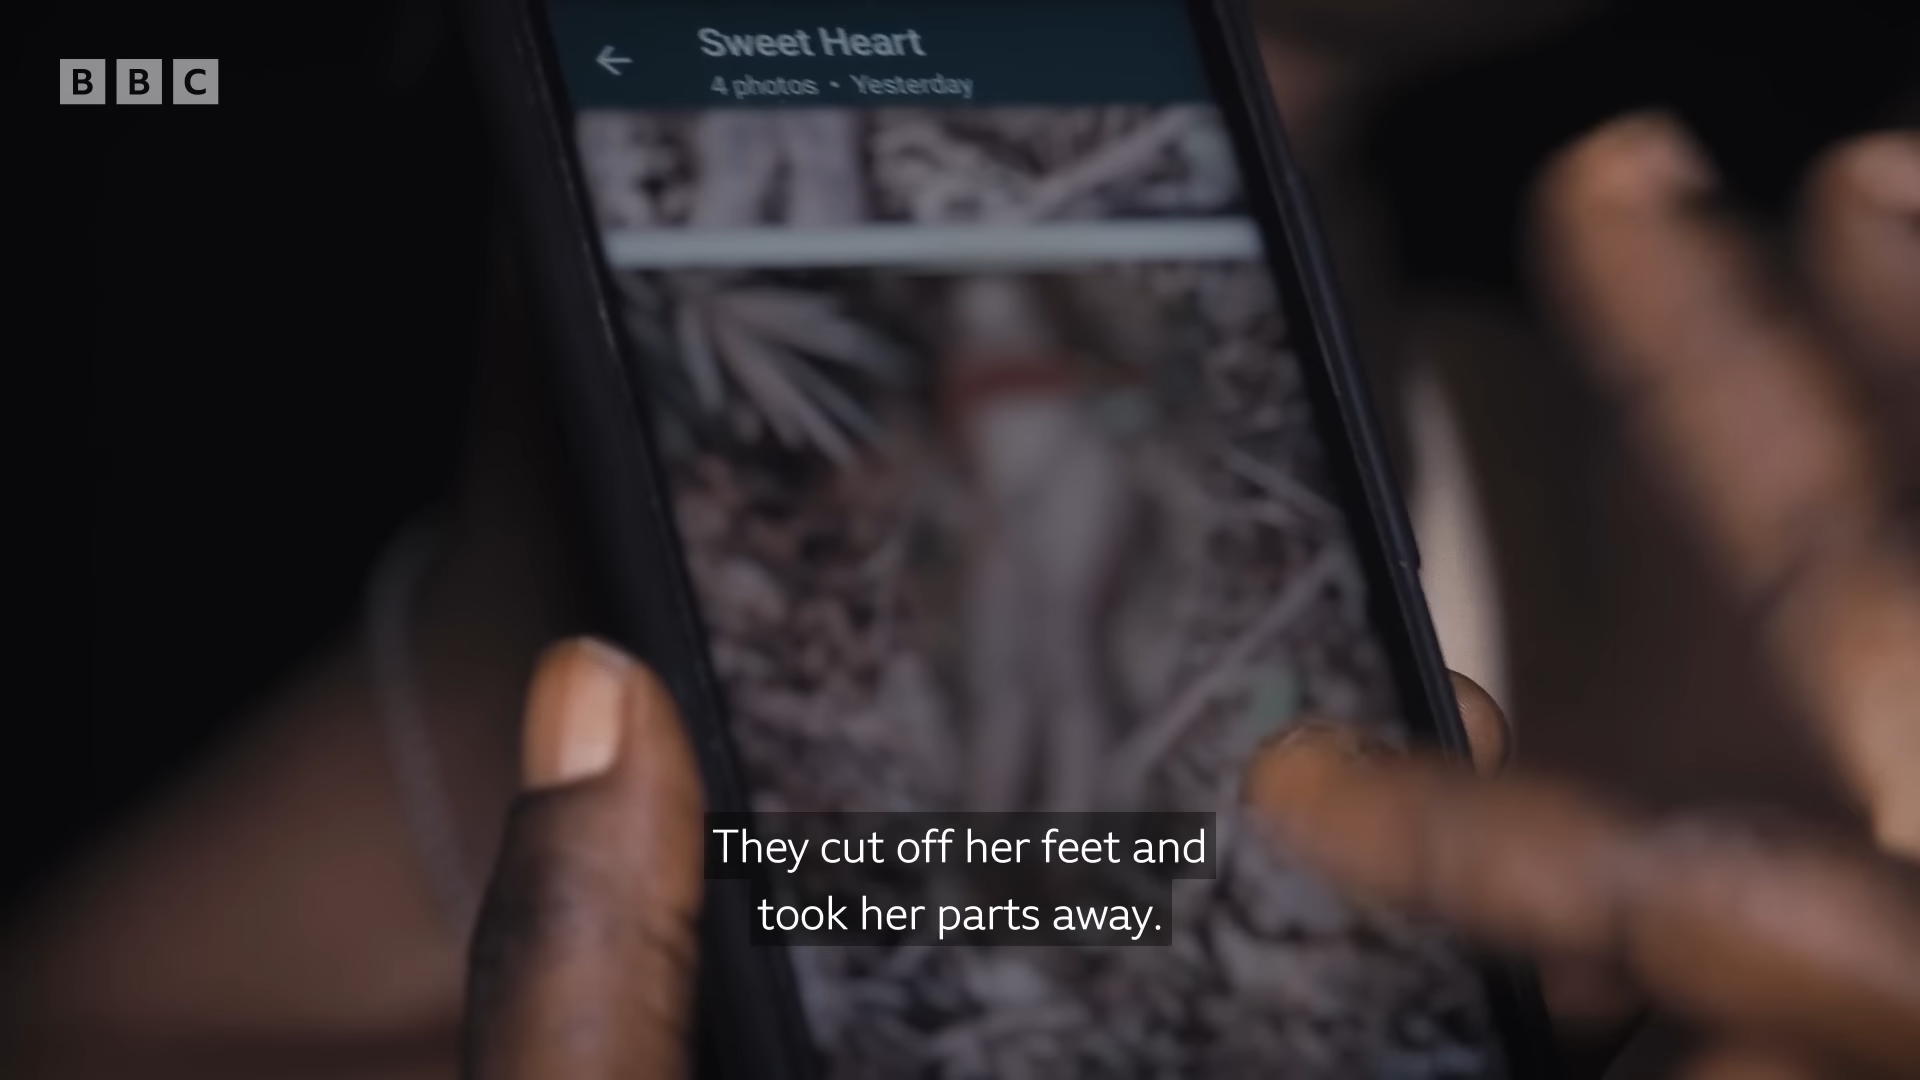 BBC
Sweet Heart
4 photos • Yesterday
They cut off her feet and
took her parts away.